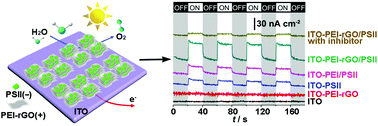 H₂O
O₂
PSII(–)
PEI-rGO(+)
ITO
e⁻
OFF ON OFF ON OFF ON OFF ON OFF
30 nA cm⁻²
ITO-PEI-rGO/PSII
with inhibitor
ITO-PEI-rGO/PSII
ITO-PEI/PSII
ITO-PSII
ITO-PEI-rGO
ITO
0 40 80 120 160
t / s